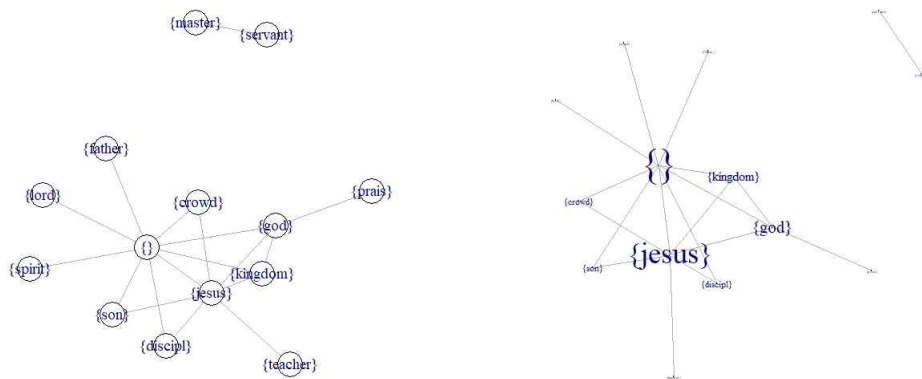 {master}
{servant}
{father}
{lord}
{crowd}
{prais}
{god}
{}
{spirit}
{kingdom}
{jesus}
{son}
{discipl}
{teacher}
{}
{kingdom}
{crowd}
{god}
{jesus}
{son}
{discipl}